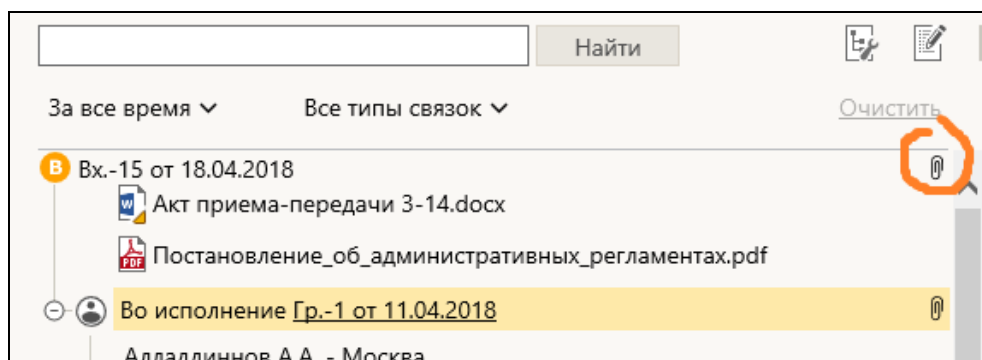 Найти
За все время Все типы связок Очистить
В Вх.-15 от 18.04.2018
Акт приема-передачи 3-14.docx
Постановление_об_административных_регламентах.pdf
Во исполнение Гр.-1 от 11.04.2018